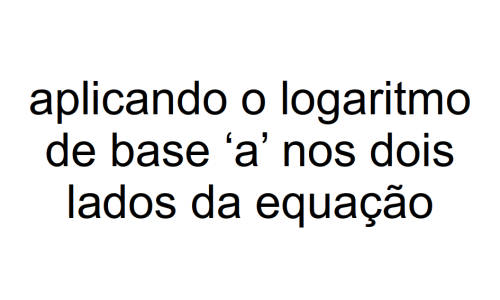 aplicando o logaritmo
de base ‘a’ nos dois
lados da equação